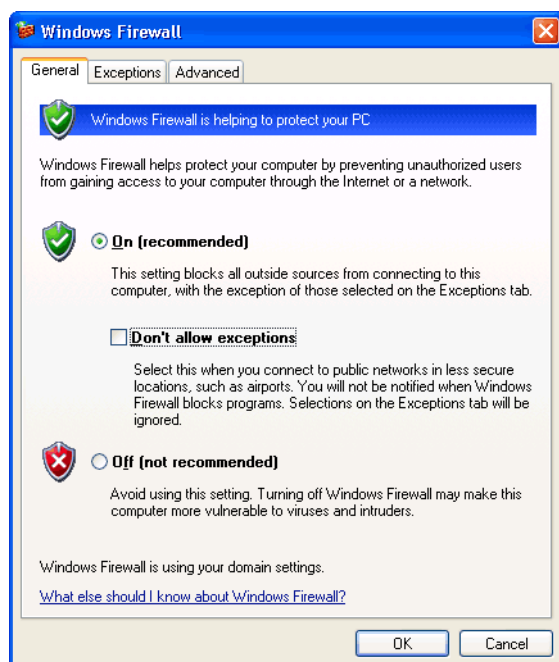 Windows Firewall
General Exceptions Advanced
Windows Firewall is helping to protect your PC
Windows Firewall helps protect your computer by preventing unauthorized users
from gaining access to your computer through the Internet or a network.
On (recommended)
This setting blocks all outside sources from connecting to this
computer, with the exception of those selected on the Exceptions tab.
Don't allow exceptions
Select this when you connect to public networks in less secure
locations, such as airports. You will not be notified when Windows
Firewall blocks programs. Selections on the Exceptions tab will be
ignored.
Off (not recommended)
Avoid using this setting. Turning off Windows Firewall may make this
computer more vulnerable to viruses and intruders.
Windows Firewall is using your domain settings.
What else should I know about Windows Firewall?
OK Cancel